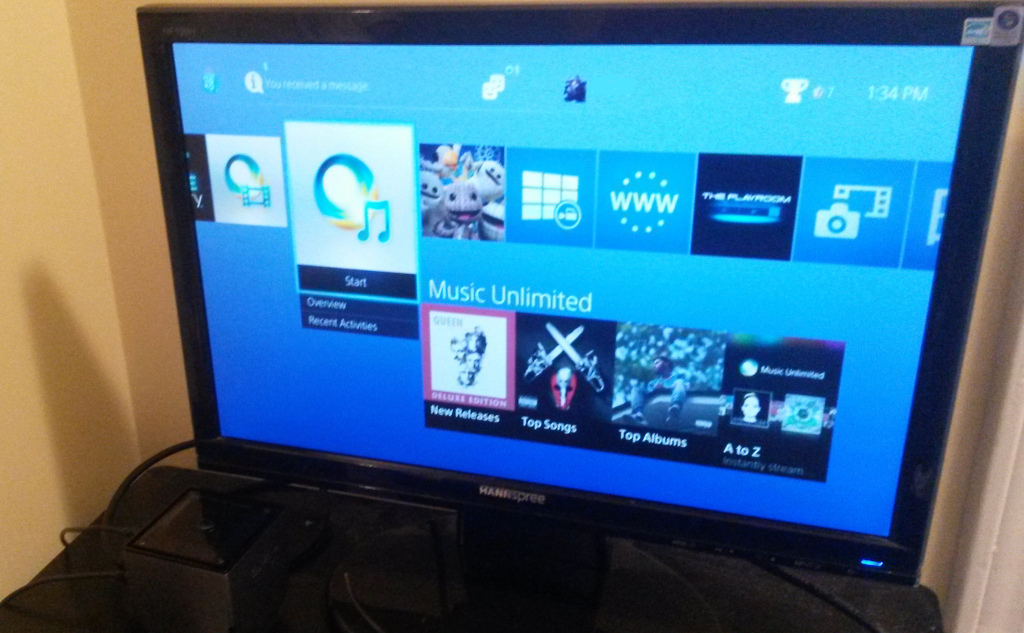 You received a message.
7
1:34 PM
WWW
THE PLAYROOM
Start
Overview
Recent Activities
Music Unlimited
QUEEN
DELUXE EDITION
New Releases
Top Songs
Top Albums
Music Unlimited
A to Z
Instantly stream
HANNspree